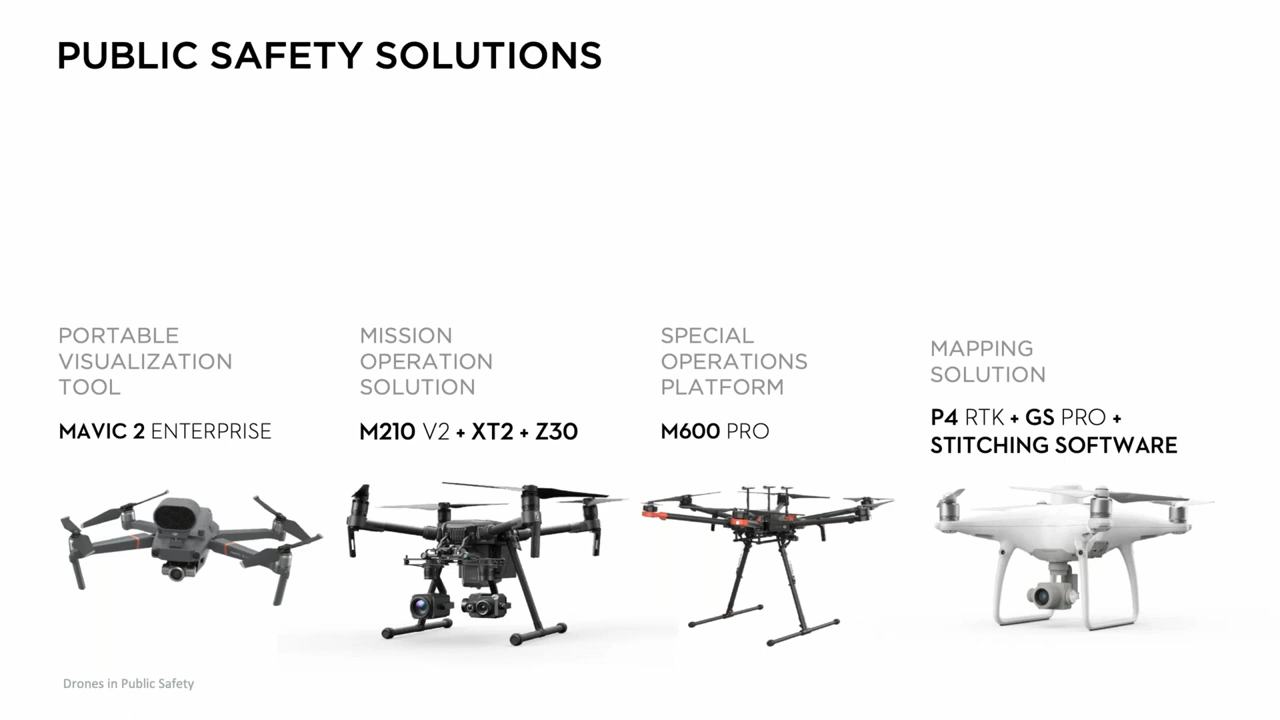 PUBLIC SAFETY SOLUTIONS
PORTABLE
VISUALIZATION
TOOL
MAVIC 2 ENTERPRISE
MISSION
OPERATION
SOLUTION
M210 V2 + XT2 + Z30
SPECIAL
OPERATIONS
PLATFORM
M600 PRO
MAPPING
SOLUTION
P4 RTK + GS PRO +
STITCHING SOFTWARE
Drones in Public Safety